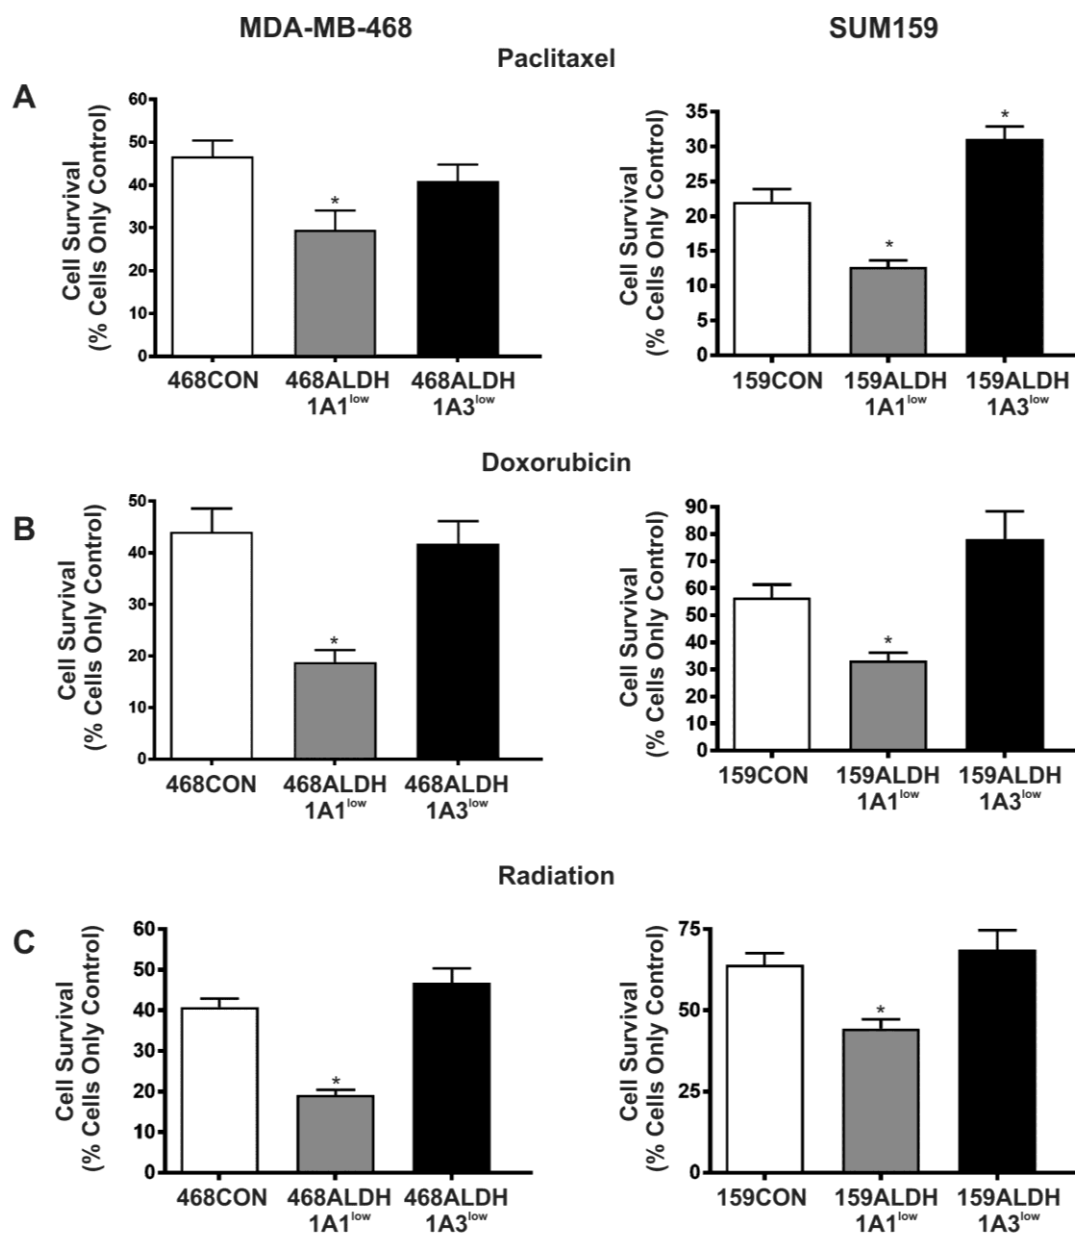 MDA-MB-468 SUM159
Paclitaxel
A
Cell Survival
(% Cells Only Control)
60
50
40
30
20
10
0
468CON 468ALDH 468ALDH
1A1low 1A3low
*
Cell Survival
(% Cells Only Control)
35
30
25
20
15
10
5
0
159CON 159ALDH 159ALDH
1A1low 1A3low
*
*
Doxorubicin
B
Cell Survival
(% Cells Only Control)
50
40
30
20
10
0
468CON 468ALDH 468ALDH
1A1low 1A3low
*
Cell Survival
(% Cells Only Control)
90
80
70
60
50
40
30
20
10
0
159CON 159ALDH 159ALDH
1A1low 1A3low
*
Radiation
C
Cell Survival
(% Cells Only Control)
60
50
40
30
20
10
0
468CON 468ALDH 468ALDH
1A1low 1A3low
*
Cell Survival
(% Cells Only Control)
75
50
25
0
159CON 159ALDH 159ALDH
1A1low 1A3low
*